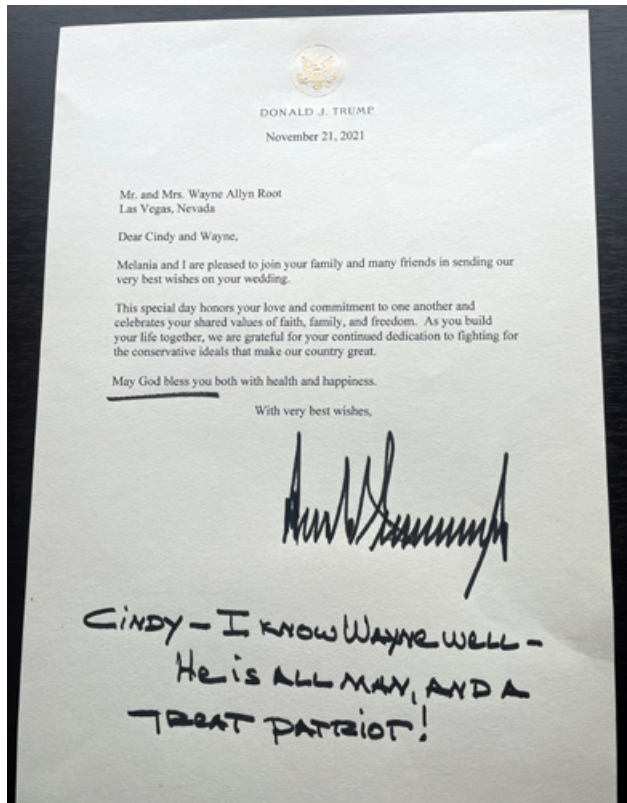 DONALD J. TRUMP
November 21, 2021
Mr. and Mrs. Wayne Allyn Root
Las Vegas, Nevada
Dear Cindy and Wayne,
Melania and I are pleased to join your family and many friends in sending our
very best wishes on your wedding.
This special day honors your love and commitment to one another and
celebrates your shared values of faith, family, and freedom. As you build
your life together, we are grateful for your continued dedication to fighting for
the conservative ideals that make our country great.
May God bless you both with health and happiness.
With very best wishes,
CINDY - I KNOW WAYNE WELL -
He is ALL MAN, AND A
GREAT PATRIOT!